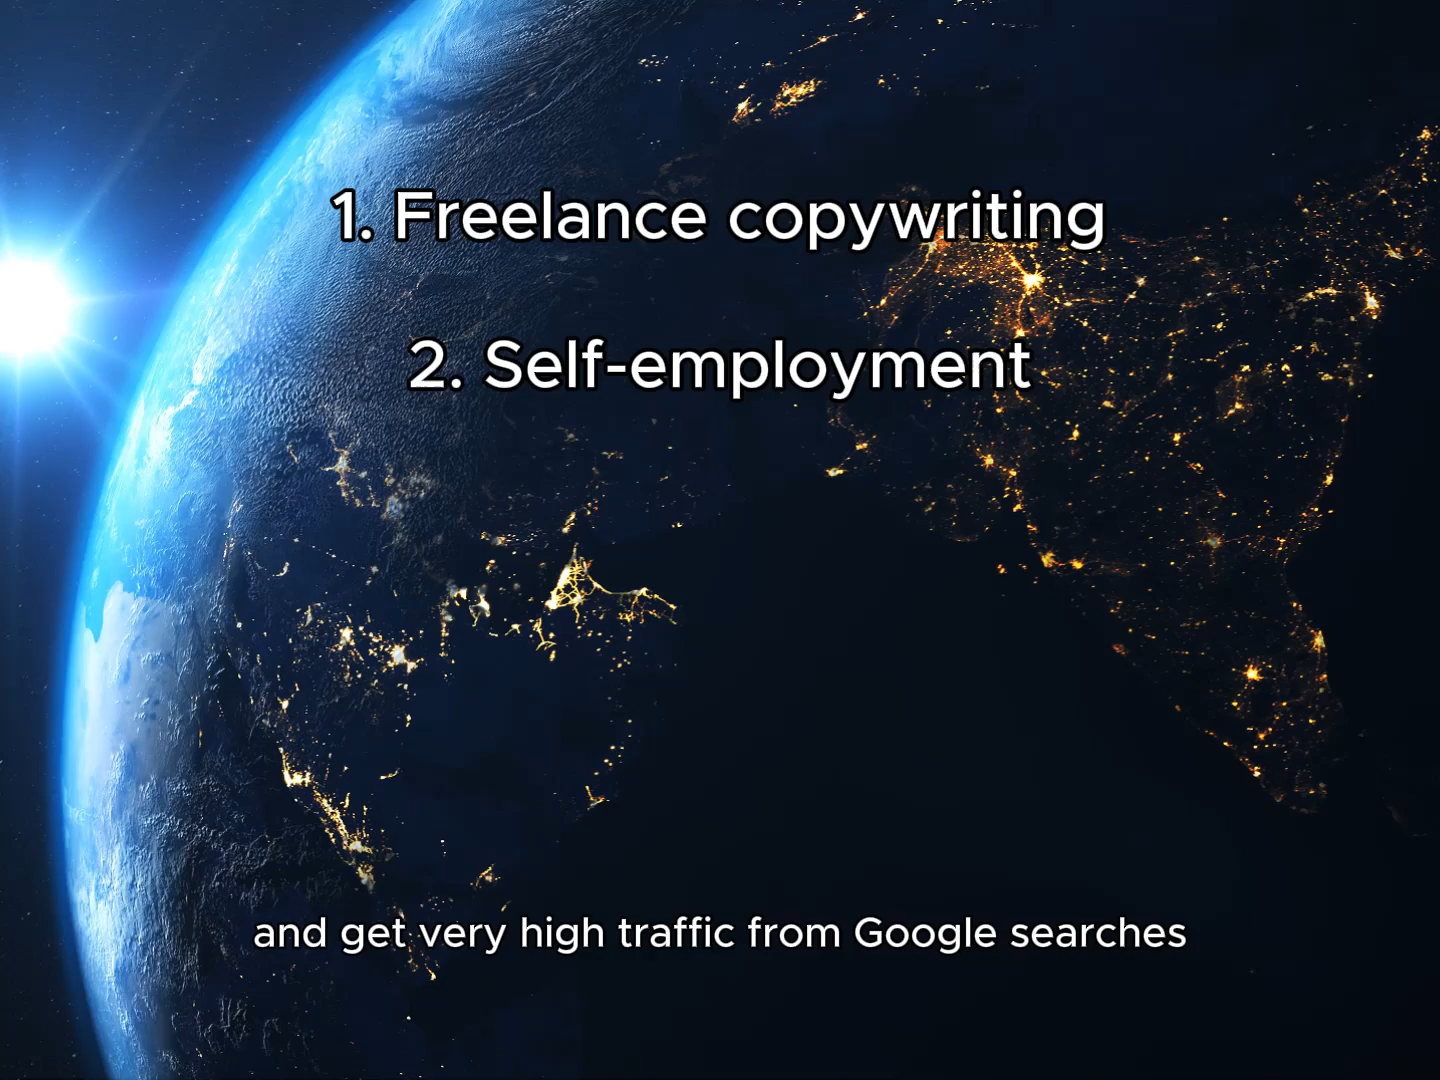 1. Freelance copywriting
2. Self-employment
and get very high traffic from Google searches